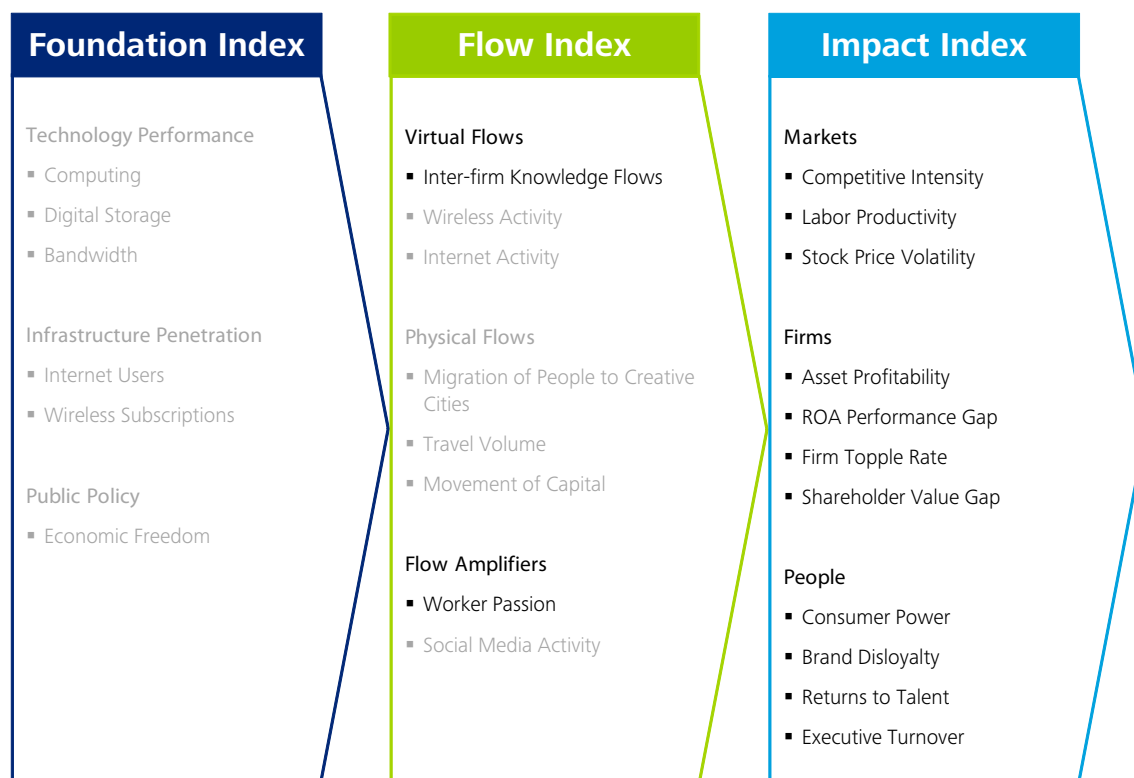 Foundation Index
Technology Performance
▪ Computing
▪ Digital Storage
▪ Bandwidth
Infrastructure Penetration
▪ Internet Users
▪ Wireless Subscriptions
Public Policy
▪ Economic Freedom
Flow Index
Virtual Flows
▪ Inter-firm Knowledge Flows
▪ Wireless Activity
▪ Internet Activity
Physical Flows
▪ Migration of People to Creative
Cities
▪ Travel Volume
▪ Movement of Capital
Flow Amplifiers
▪ Worker Passion
▪ Social Media Activity
Impact Index
Markets
▪ Competitive Intensity
▪ Labor Productivity
▪ Stock Price Volatility
Firms
▪ Asset Profitability
▪ ROA Performance Gap
▪ Firm Topple Rate
▪ Shareholder Value Gap
People
▪ Consumer Power
▪ Brand Disloyalty
▪ Returns to Talent
▪ Executive Turnover